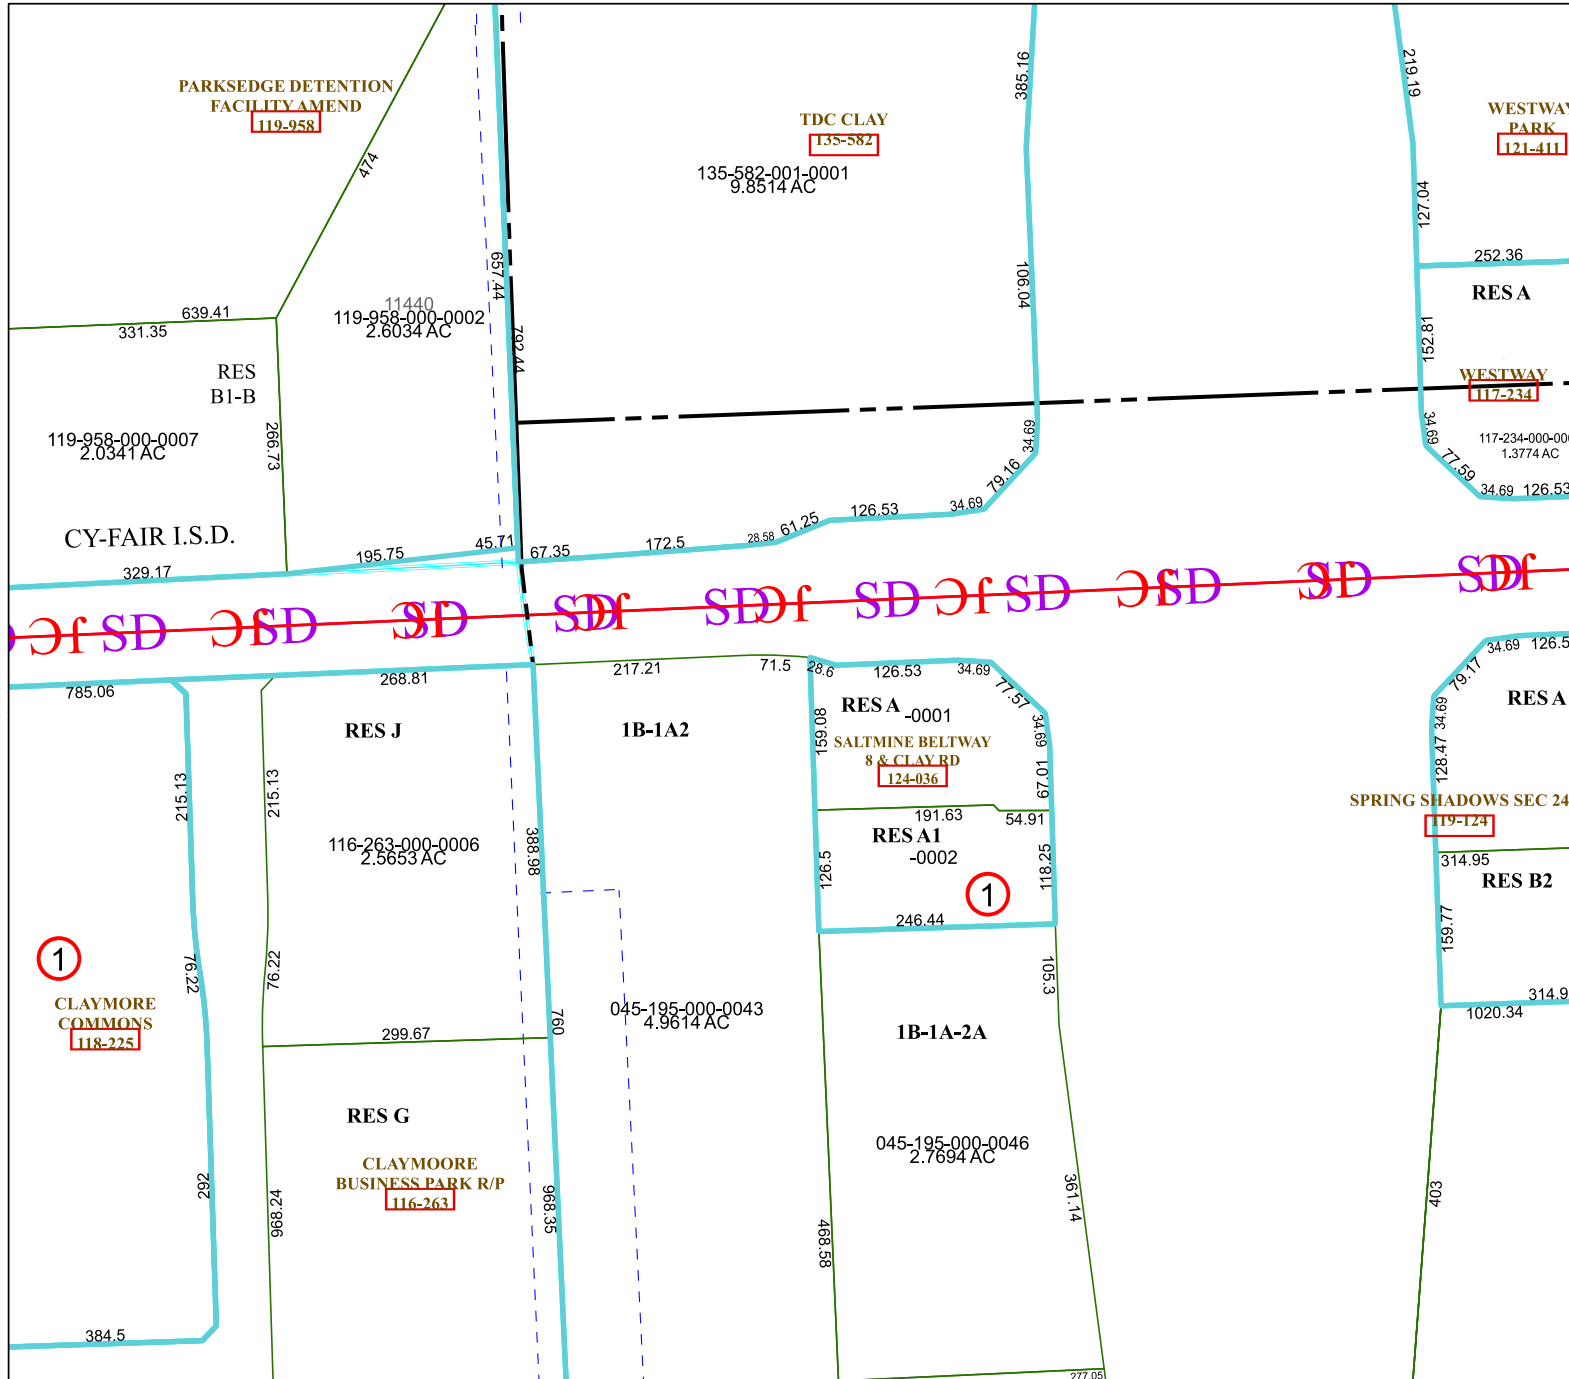 PARKSEDGE DETENTION
FACILITY AMEND
119-958
474
639.41
331.35
11440
119-958-000-0002
2.6034 AC
RES
B1-B
119-958-000-0007
2.0341 AC
266.73
CY-FAIR I.S.D.
329.17
195.75
45.71
657.44
792.44
TDC CLAY
135-582
135-582-001-0001
9.8514 AC
385.16
106.04
34.69
79.16
34.69
126.53
61.25
28.58
172.5
67.35
219.19
127.04
WESTWAY
PARK
121-411
252.36
RES A
152.81
WESTWAY
117-234
1.3774 AC
34.69
77.59
34.69
126.53
SD
SD
SD
SD
SD
SD
SD
SD
SD
SD
785.06
268.81
217.21
71.5
28.6
126.53
34.69
77.57
34.69
67.01
RES J
1B-1A2
RES A
-0001
159.08
SALTMINE BELTWAY
8 & CLAY RD
124-036
191.63
54.91
RES A1
-0002
126.5
118.25
1
246.44
34.69
79.17
34.69
128.47
RES A
SPRING SHADOWS SEC 24
119-124
314.95
RES B2
159.77
1020.34
215.13
215.13
116-263-000-0006
2.5653 AC
388.98
76.22
76.22
1
CLAYMORE
COMMONS
118-225
299.67
760
045-195-000-0043
4.9614 AC
105.3
1B-1A-2A
RES G
CLAYMOORE
BUSINESS PARK R/P
116-263
292
968.24
968.35
045-195-000-0046
2.7694 AC
361.14
468.58
403
384.5
277.05